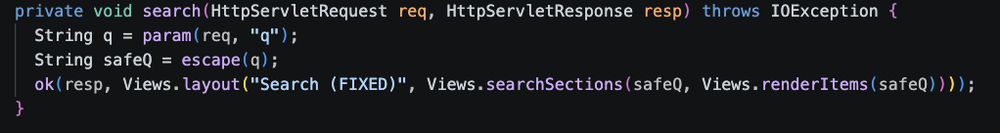 private void search(HttpServletRequest req, HttpServletResponse resp) throws IOException {
String q = param(req, "q");
String safeQ = escape(q);
ok(resp, Views.layout("Search (FIXED)", Views.searchSections(safeQ, Views.renderItems(safeQ))));
}